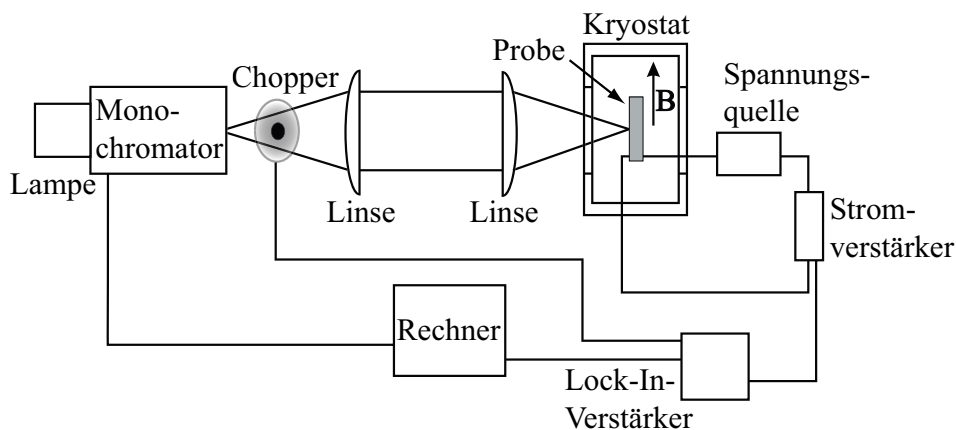 Kryostat
Probe
Chopper
Spannungs-
quelle
B
Mono-
chromator
Lampe
Linse
Linse
Strom-
verstärker
Rechner
Lock-In-
Verstärker